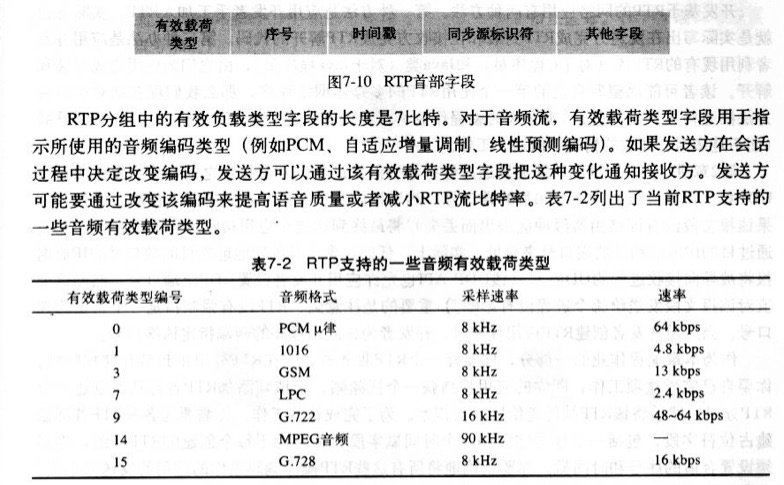 有效载荷类型 序号 时间戳 同步源标识符 其他字段
图7-10 RTP首部字段
RTP分组中的有效负载类型字段的长度是7比特。对于音频流，有效载荷类型字段用于指
示所使用的音频编码类型（例如PCM、自适应增量调制、线性预测编码）。如果发送方在会话
过程中决定改变编码，发送方可以通过该有效载荷类型字段把这种变化通知接收方。发送方
可能要通过改变该编码来提高语音质量或者减小RTP流比特率。表7-2列出了当前RTP支持的
一些音频有效载荷类型。
表7-2 RTP支持的一些音频有效载荷类型
有效载荷类型编号 音频格式 采样速率 速率
0 PCM μ律 8 kHz 64 kbps
1 1016 8 kHz 4.8 kbps
3 GSM 8 kHz 13 kbps
7 LPC 8 kHz 2.4 kbps
9 G.722 16 kHz 48~64 kbps
14 MPEG音频 90 kHz
15 G.728 8 kHz 16 kbps